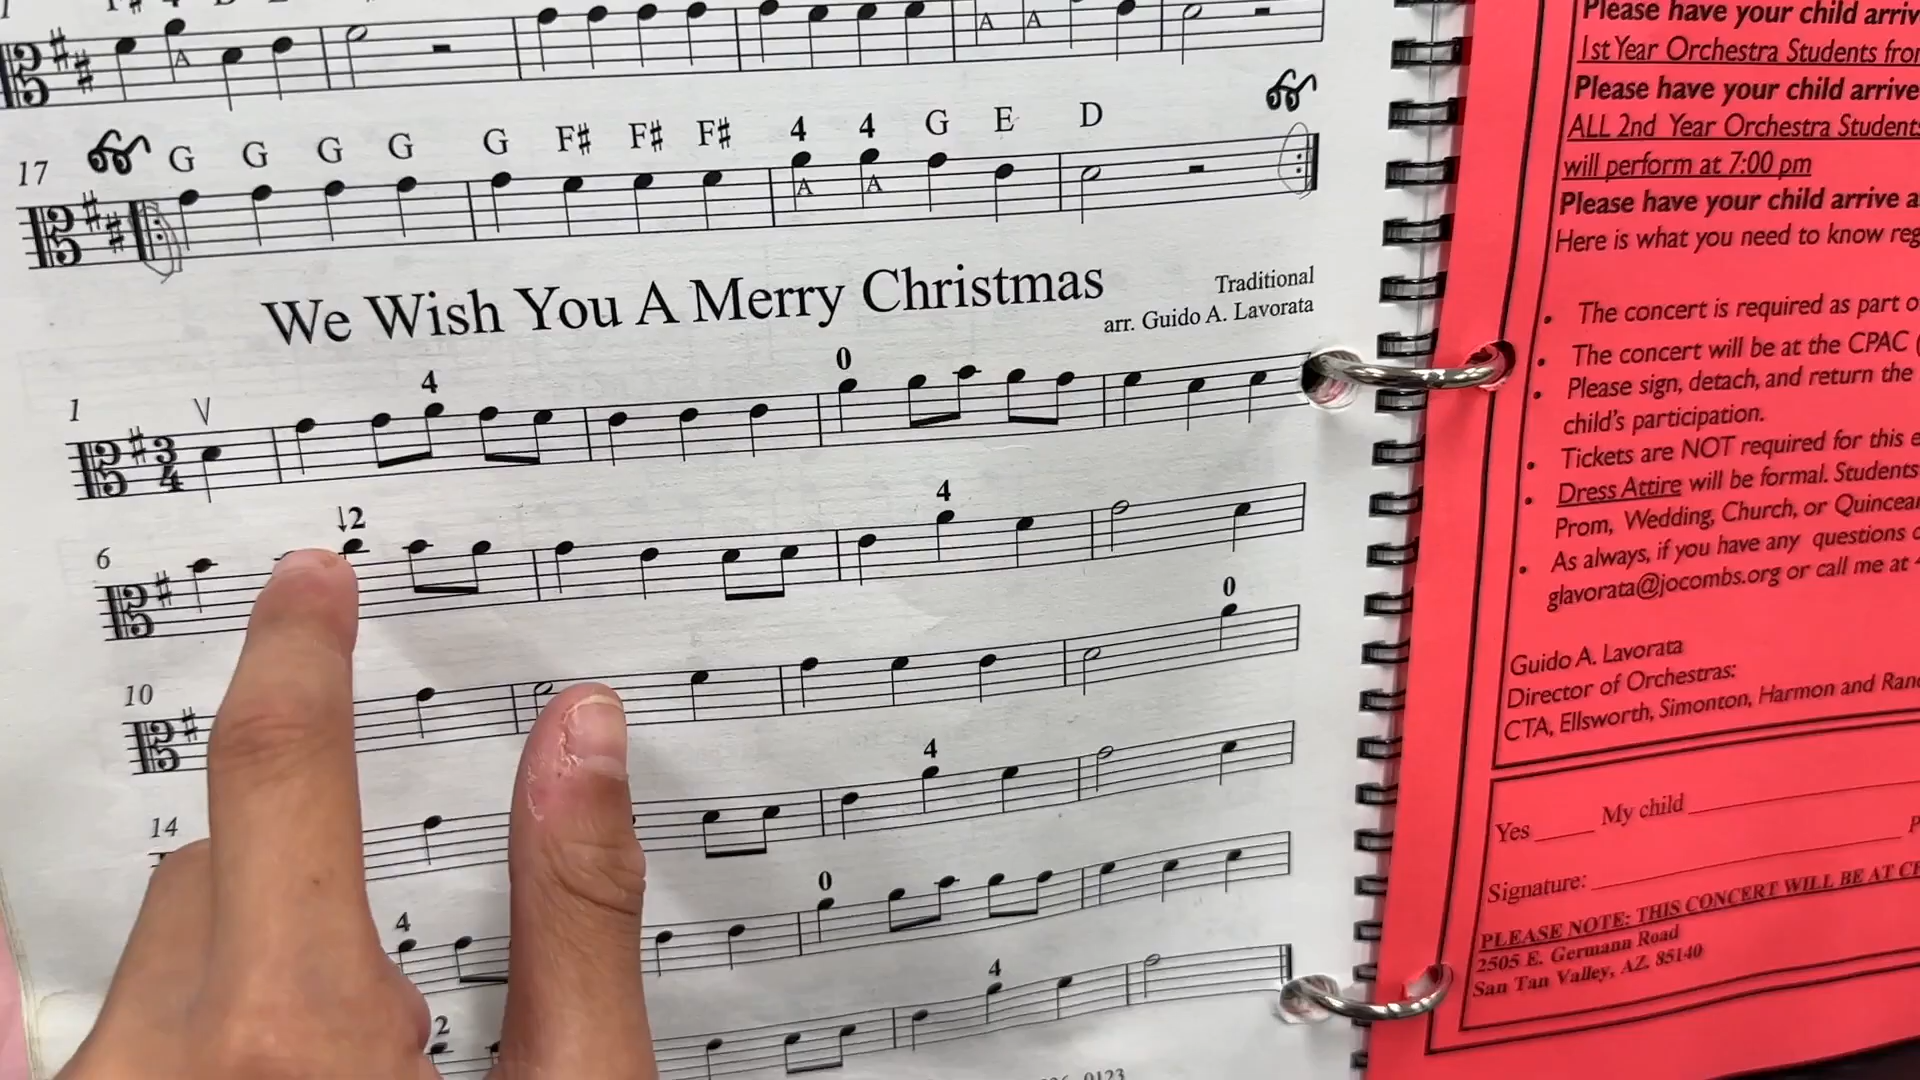 A
A A
17 G G G G G F# F# F# 4 4 G E D
A A
We Wish You A Merry Christmas
Traditional
arr. Guido A. Lavorata
0
4
1 V
3
4
↓2
4
6
0
10
4
14
0
4
4
2
0123
Please have your child
1st Year Orchestra Students
Please have your child arrive
ALL 2nd Year Orchestra
will perform at 7:00 pm
Please have your child arrive
Here is what you need to know
• The concert is required as part
• The concert will be at the CPAC
• Please sign, detach, and return the
child's participation.
• Tickets are NOT required for this
• Dress Attire will be formal. Students
Prom, Wedding, Church, or
• As always, if you have any questions
glavorata@jocombs.org or call me at
Guido A. Lavorata
Director of Orchestras:
CTA, Ellsworth, Simonton, Harmon and
Yes ____ My child
Signature:
PLEASE NOTE: THIS CONCERT WILL BE AT
2505 E. Germann Road
San Tan Valley, AZ 85140